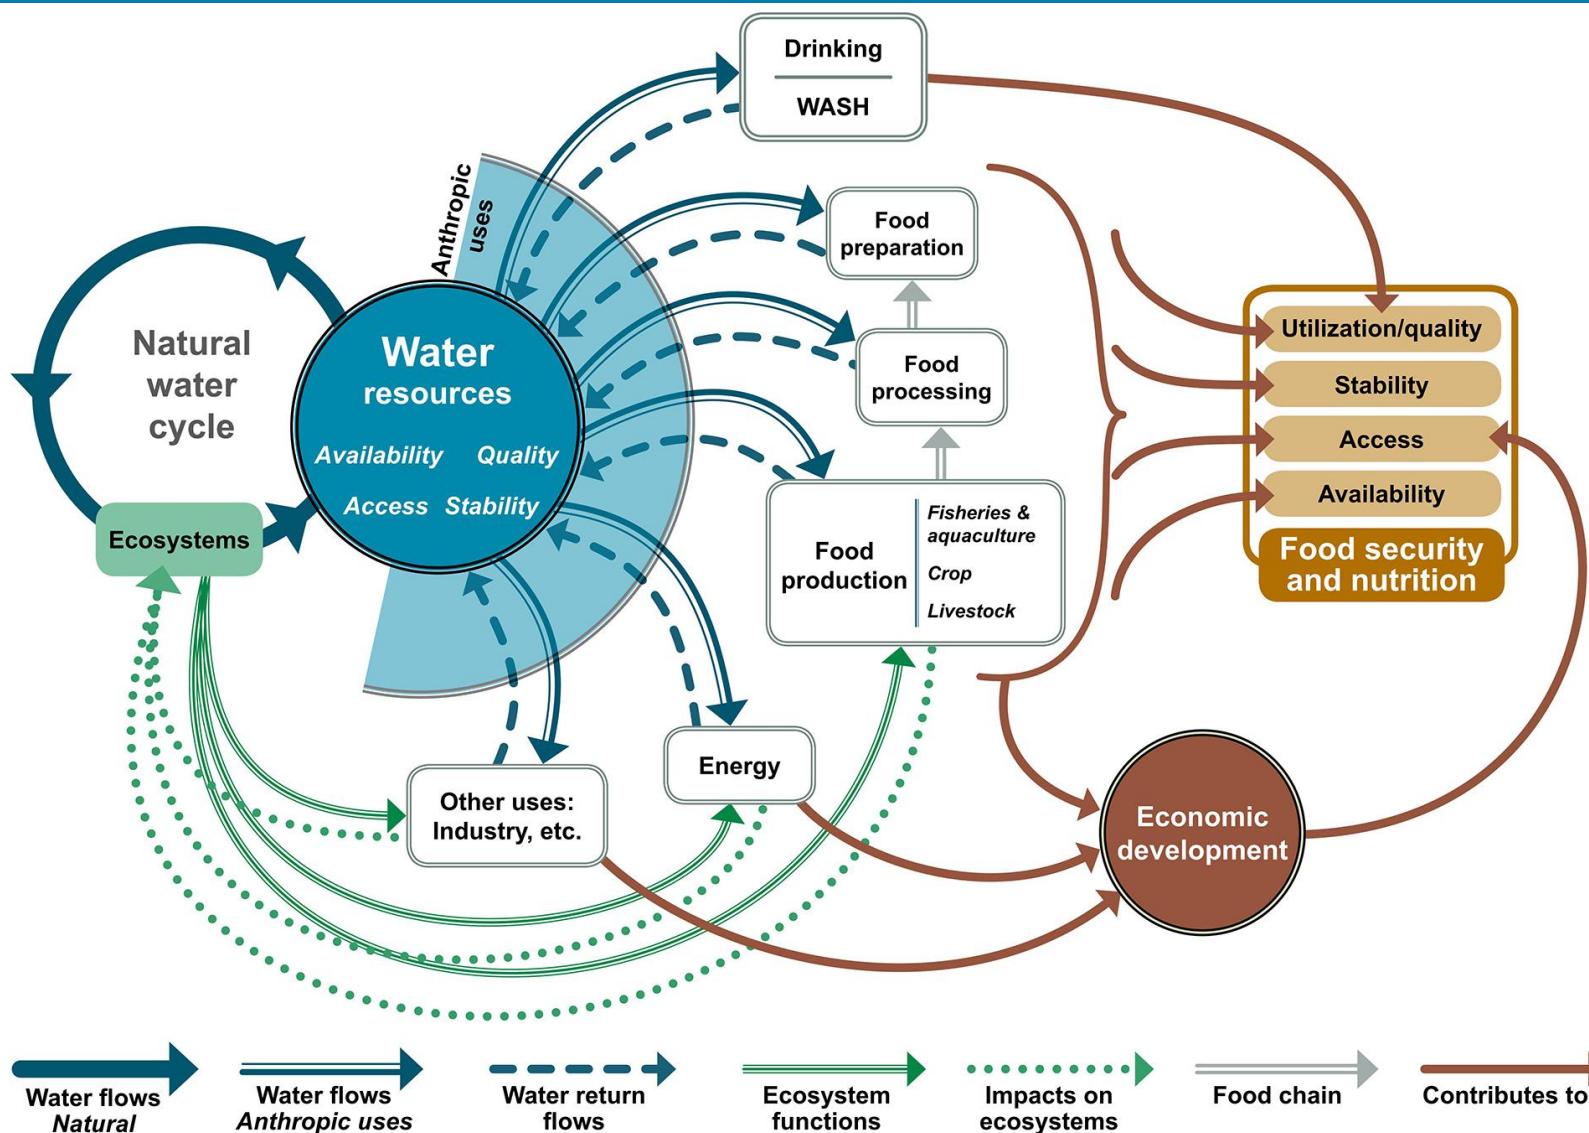 Drinking
WASH
Anthropic
uses
Food
preparation
Natural
water
cycle
Water
resources
Availability Quality
Access Stability
Food
processing
Utilization/quality
Stability
Access
Availability
Food security
and nutrition
Ecosystems
Food
production
Fisheries &
aquaculture
Crop
Livestock
Energy
Other uses:
Industry, etc.
Economic
development
Water flows
Natural
Water flows
Anthropic uses
Water return
flows
Ecosystem
functions
Impacts on
ecosystems
Food chain
Contributes to